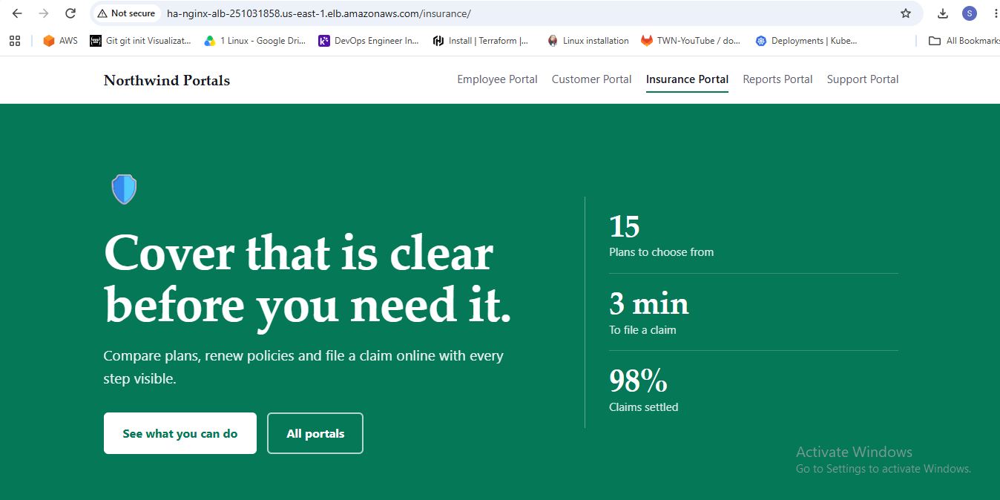 Not secure
ha-nginx-alb-251031858.us-east-1.elb.amazonaws.com/insurance/
S
AWS
Git git init Visualizat...
1 Linux - Google Dri...
DevOps Engineer In...
Install | Terraform |...
Linux installation
TWN-YouTube / do...
Deployments | Kube...
All Bookmarks
Northwind Portals
Employee Portal
Customer Portal
Insurance Portal
Reports Portal
Support Portal
Cover that is clear
before you need it.
Compare plans, renew policies and file a claim online with every
step visible.
See what you can do
All portals
15
Plans to choose from
3 min
To file a claim
98%
Claims settled
Activate Windows
Go to Settings to activate Windows.